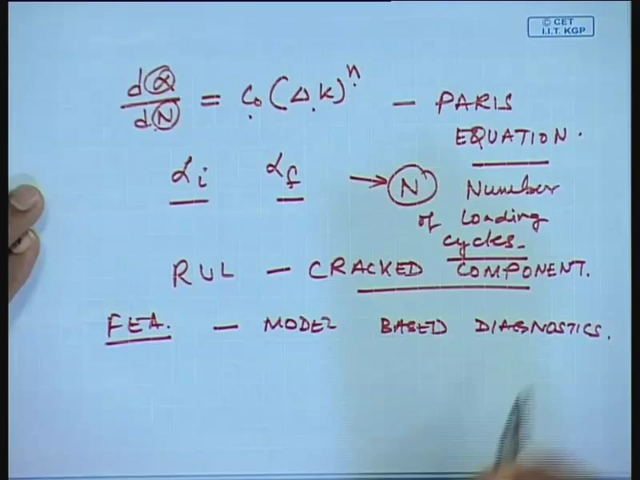 © CET
I.I.T. KGP
dα/dN = C₀(ΔK)ⁿ — PARIS
EQUATION.
αi αf → N Number
of Loading
cycles.
RUL — CRACKED COMPONENT.
FEA. — MODEL BASED DIAGNOSTICS.